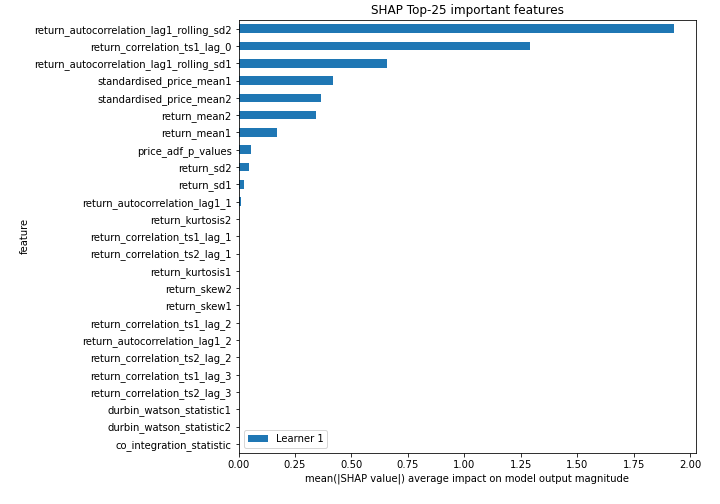 SHAP Top-25 important features
return_autocorrelation_lag1_rolling_sd2
return_correlation_ts1_lag_0
return_autocorrelation_lag1_rolling_sd1
standardised_price_mean1
standardised_price_mean2
return_mean2
return_mean1
price_adf_p_values
return_sd2
return_sd1
return_autocorrelation_lag1_1
return_kurtosis2
return_correlation_ts1_lag_1
return_correlation_ts2_lag_1
return_kurtosis1
return_skew2
return_skew1
return_correlation_ts1_lag_2
return_autocorrelation_lag1_2
return_correlation_ts2_lag_2
return_correlation_ts1_lag_3
return_correlation_ts2_lag_3
durbin_watson_statistic1
durbin_watson_statistic2
co_integration_statistic
feature
Learner 1
0.00 0.25 0.50 0.75 1.00 1.25 1.50 1.75 2.00
mean(|SHAP value|) average impact on model output magnitude